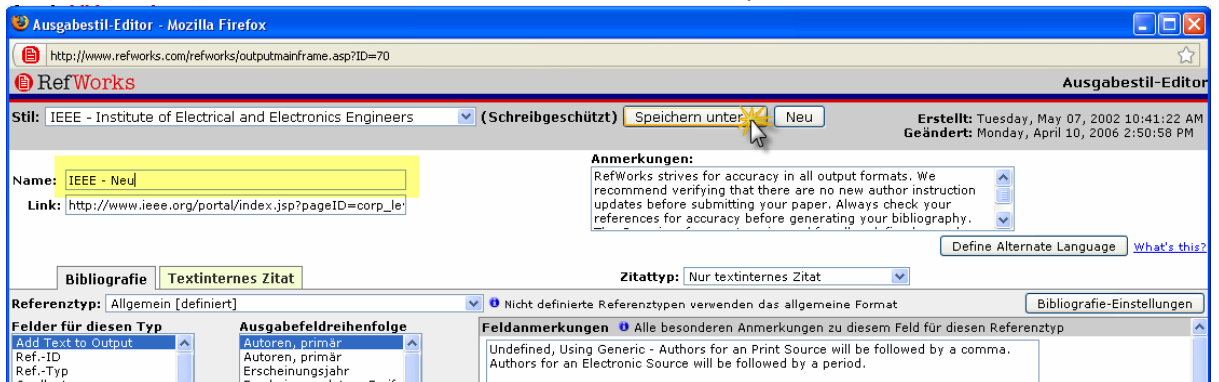 Ausgabestil-Editor - Mozilla Firefox
http://www.refworks.com/refworks/outputmainframe.asp?ID=70
RefWorks
Ausgabestil-Editor
Stil: IEEE - Institute of Electrical and Electronics Engineers (Schreibgeschützt) Speichern unter Neu
Erstellt: Tuesday, May 07, 2002 10:41:22 AM
Geändert: Monday, April 10, 2006 2:50:58 PM
Name: IEEE - Neu
Link: http://www.ieee.org/portal/index.jsp?pageID=corp_le
Anmerkungen:
RefWorks strives for accuracy in all output formats. We
recommend verifying that there are no new author instruction
updates before submitting your paper. Always check your
references for accuracy before generating your bibliography.
Define Alternate Language What's this?
Bibliografie Textinternes Zitat
Zitattyp: Nur textinternes Zitat
Referenztyp: Allgemein [definiert]
Nicht definierte Referenztypen verwenden das allgemeine Format
Bibliografie-Einstellungen
Felder für diesen Typ
Add Text to Output
Ref.-ID
Ref.-Typ
Ausgabefeldreihenfolge
Autoren, primär
Autoren, primär
Erscheinungsjahr
Feldanmerkungen Alle besonderen Anmerkungen zu diesem Feld für diesen Referenztyp
Undefined, Using Generic - Authors for an Print Source will be followed by a comma.
Authors for an Electronic Source will be followed by a period.